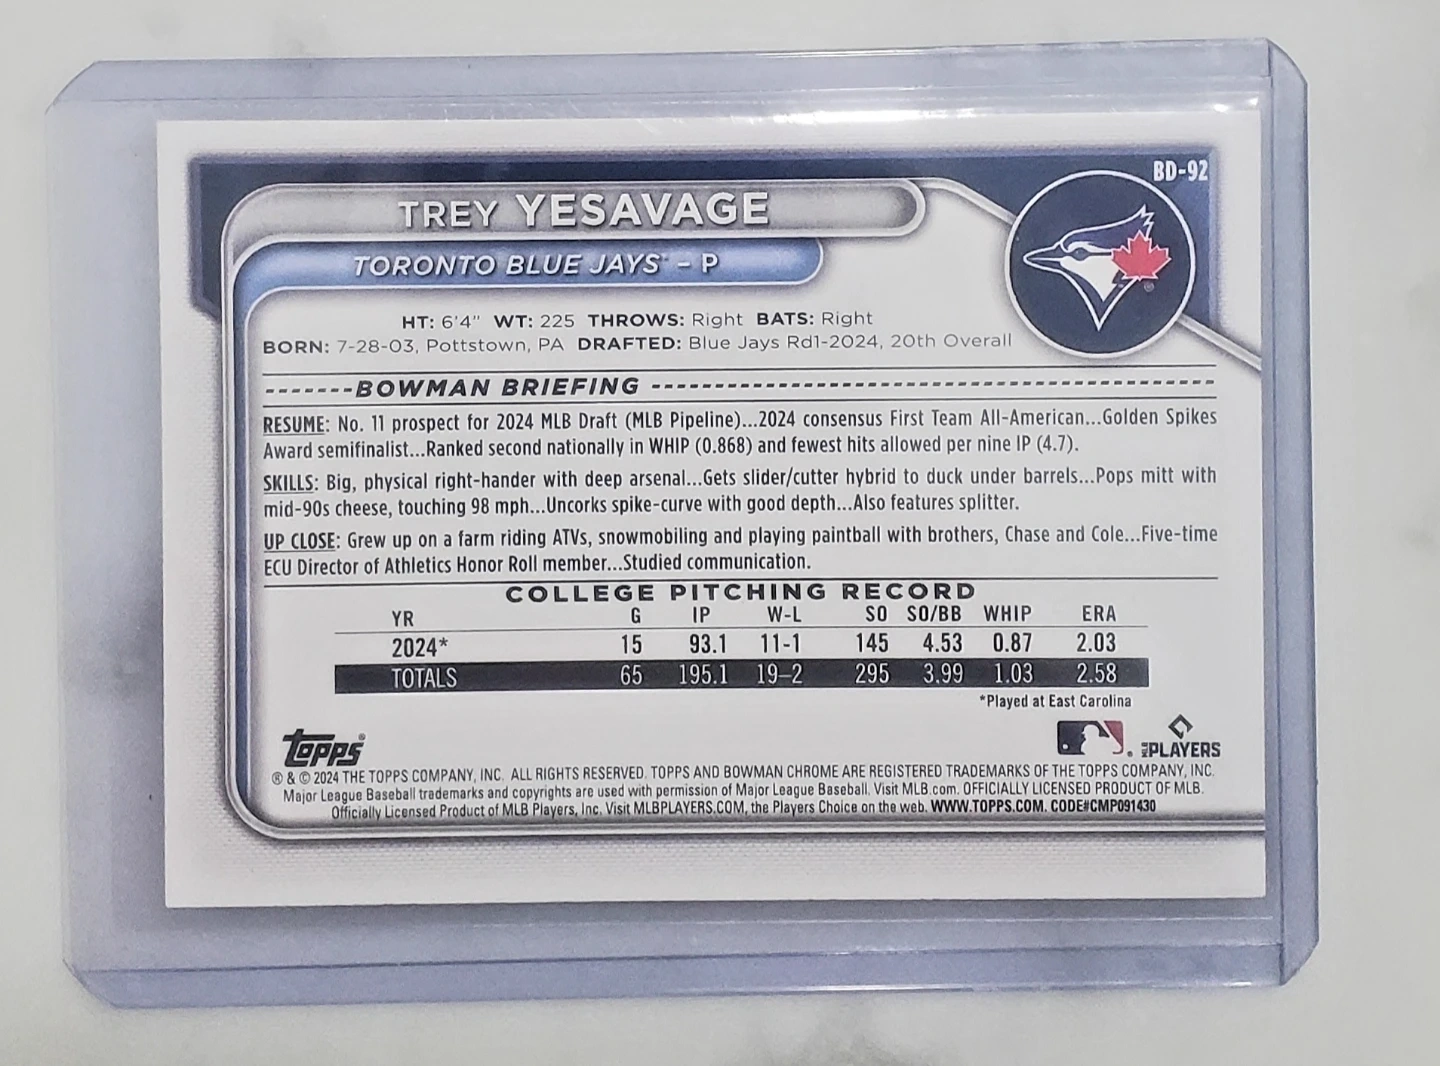 BD-92
TREY YESAVAGE
TORONTO BLUE JAYS - P
HT: 6'4" WT: 225 THROWS: Right BATS: Right
BORN: 7-28-03, Pottstown, PA DRAFTED: Blue Jays Rd1-2024, 20th Overall
BOWMAN BRIEFING
RESUME: No. 11 prospect for 2024 MLB Draft (MLB Pipeline)...2024 consensus First Team All-American...Golden Spikes
Award semifinalist...Ranked second nationally in WHIP (0.868) and fewest hits allowed per nine IP (4.7).
SKILLS: Big, physical right-hander with deep arsenal...Gets slider/cutter hybrid to duck under barrels...Pops mitt with
mid-90s cheese, touching 98 mph...Uncorks spike-curve with good depth...Also features splitter.
UP CLOSE: Grew up on a farm riding ATVs, snowmobiling and playing paintball with brothers, Chase and Cole...Five-time
ECU Director of Athletics Honor Roll member...Studied communication.
COLLEGE PITCHING RECORD
YR G IP W-L SO SO/BB WHIP ERA
2024* 15 93.1 11-1 145 4.53 0.87 2.03
TOTALS 65 195.1 19-2 295 3.99 1.03 2.58
*Played at East Carolina
Topps®
MLB PLAYERS
® & © 2024 THE TOPPS COMPANY, INC. ALL RIGHTS RESERVED. TOPPS AND BOWMAN CHROME ARE REGISTERED TRADEMARKS OF THE TOPPS COMPANY, INC.
Major League Baseball trademarks and copyrights are used with permission of Major League Baseball. Visit MLB.com. OFFICIALLY LICENSED PRODUCT OF MLB.
Officially Licensed Product of MLB Players, Inc. Visit MLBPLAYERS.COM, the Players Choice on the web. WWW.TOPPS.COM. CODE#CMP091430